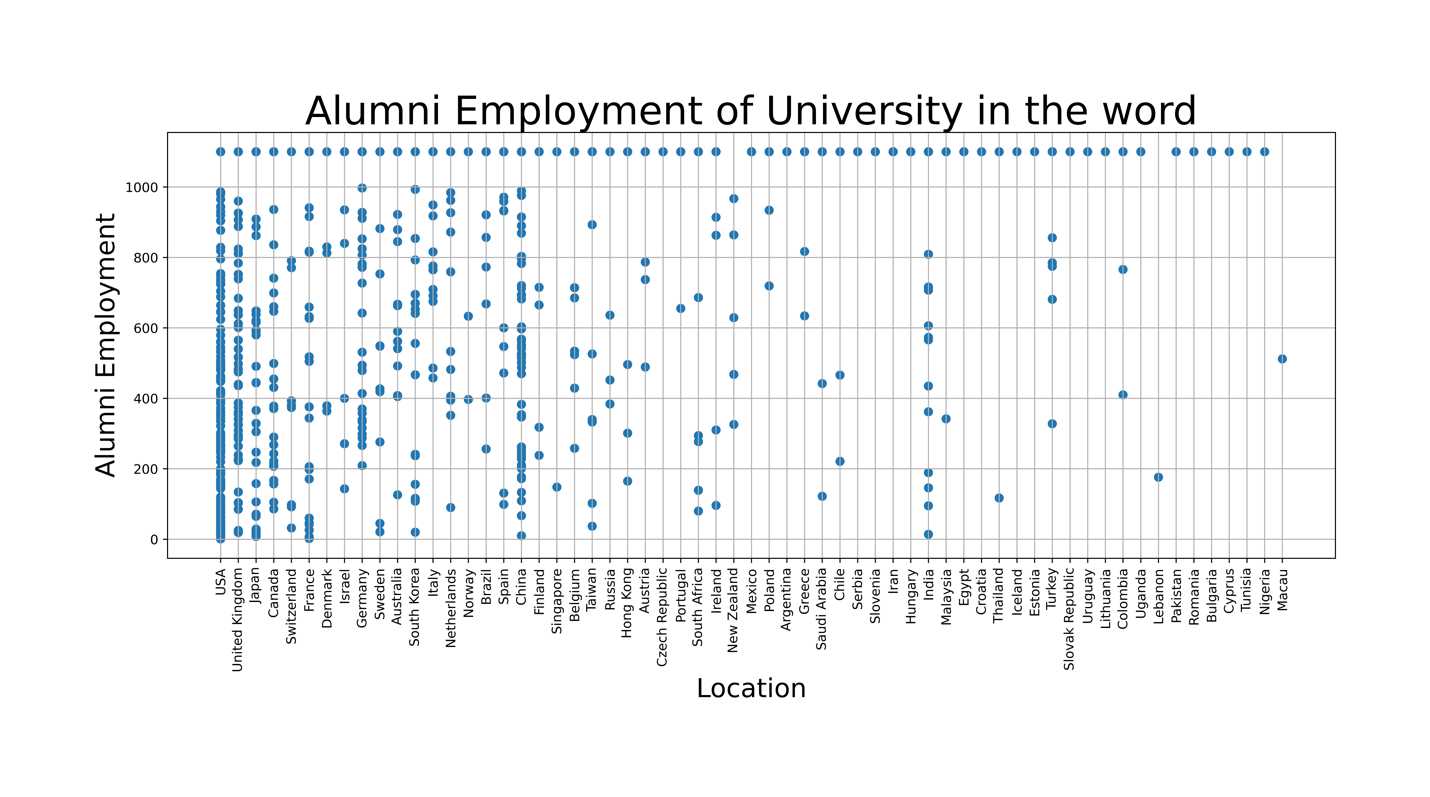 Alumni Employment of University in the word
Alumni Employment
1000
800
600
400
200
0
USA
United Kingdom
Japan
Canada
Switzerland
France
Denmark
Israel
Germany
Sweden
Australia
South Korea
Italy
Netherlands
Norway
Brazil
Spain
China
Finland
Singapore
Belgium
Taiwan
Russia
Hong Kong
Austria
Czech Republic
Portugal
South Africa
Ireland
New Zealand
Mexico
Poland
Argentina
Greece
Saudi Arabia
Chile
Serbia
Slovenia
Iran
Hungary
India
Malaysia
Egypt
Croatia
Thailand
Iceland
Estonia
Turkey
Slovak Republic
Uruguay
Lithuania
Colombia
Uganda
Lebanon
Pakistan
Romania
Bulgaria
Cyprus
Tunisia
Nigeria
Macau
Location